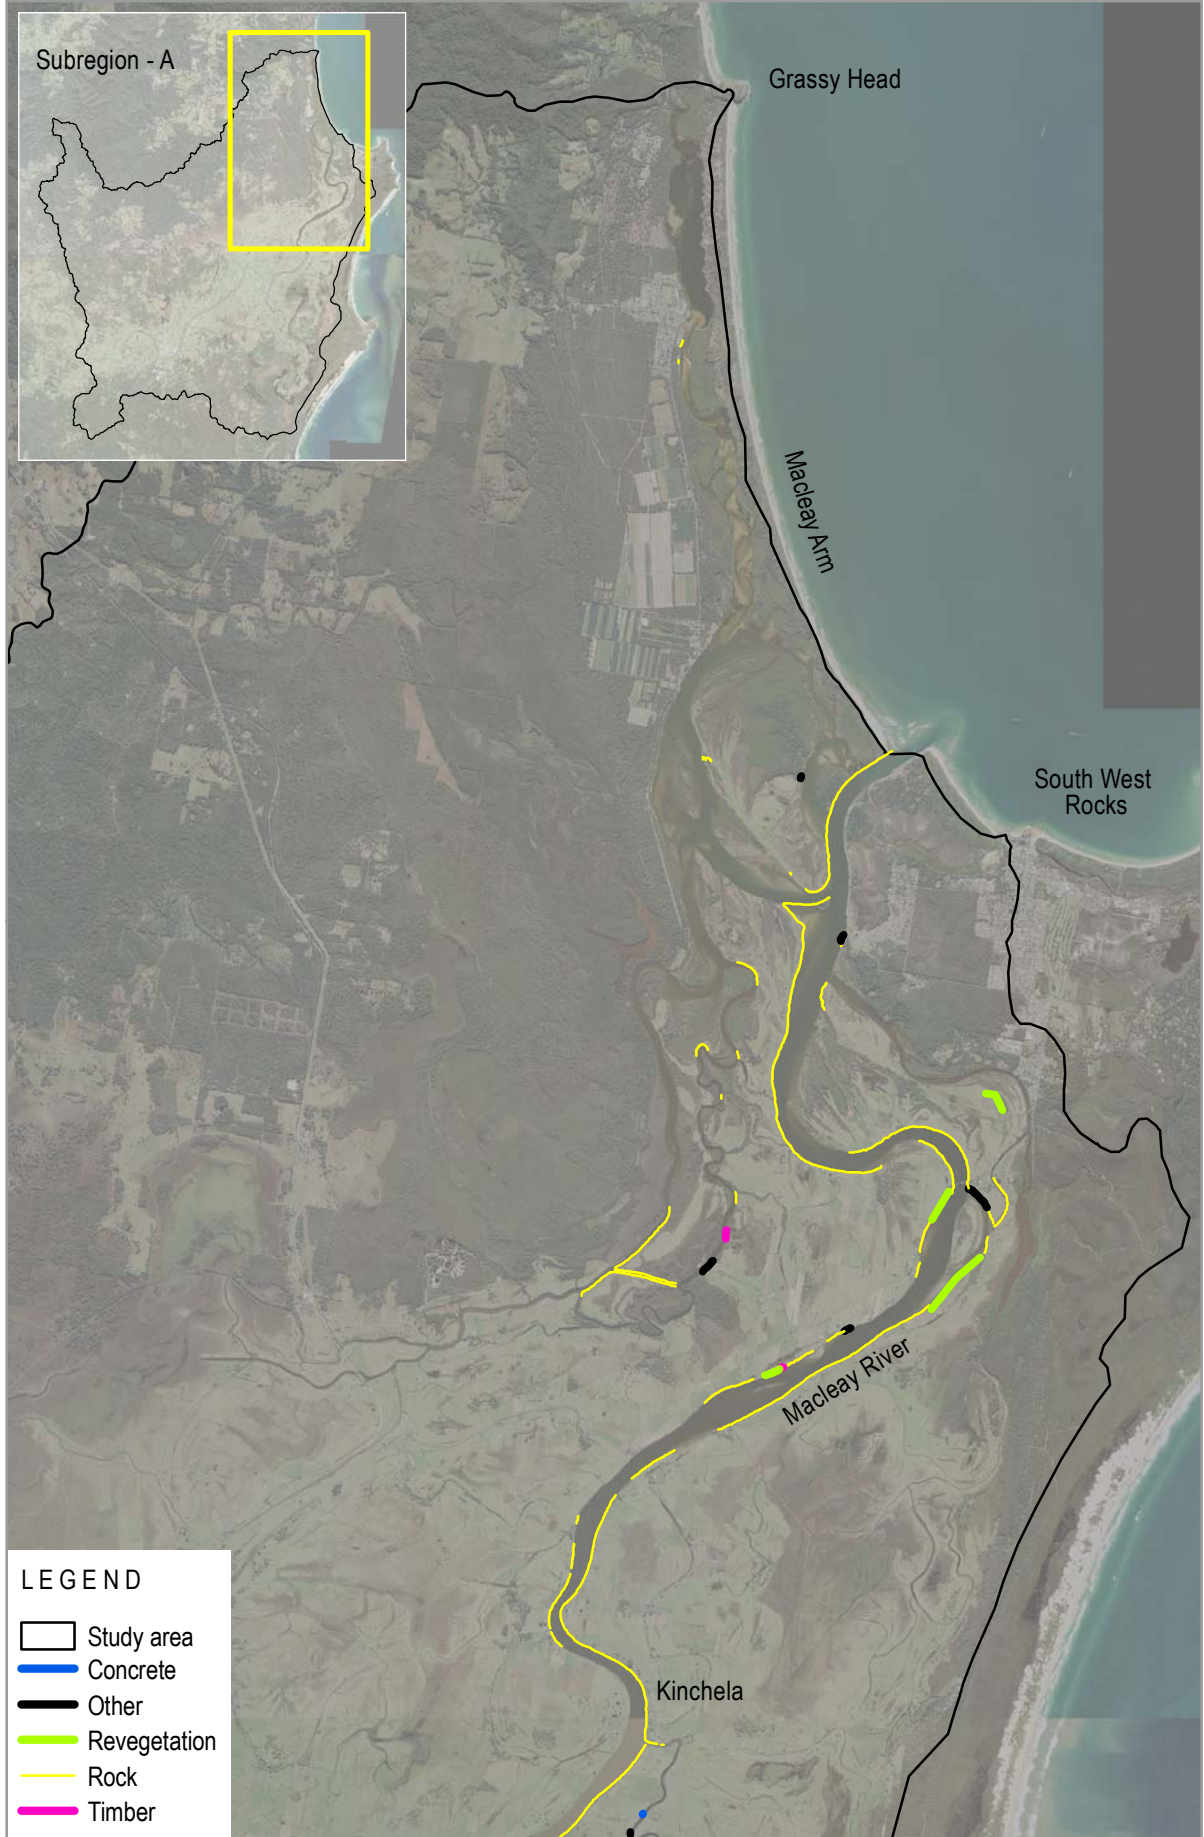 Subregion - A
Grassy Head
Macleay Arm
South West
Rocks
Macleay River
Kinchela
LEGEND
Study area
Concrete
Other
Revegetation
Rock
Timber